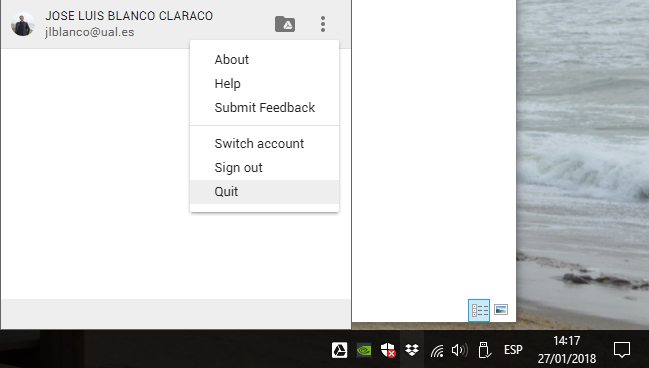 JOSE LUIS BLANCO CLARACO
jlblanco@ual.es
About
Help
Submit Feedback
Switch account
Sign out
Quit
ESP
14:17
27/01/2018